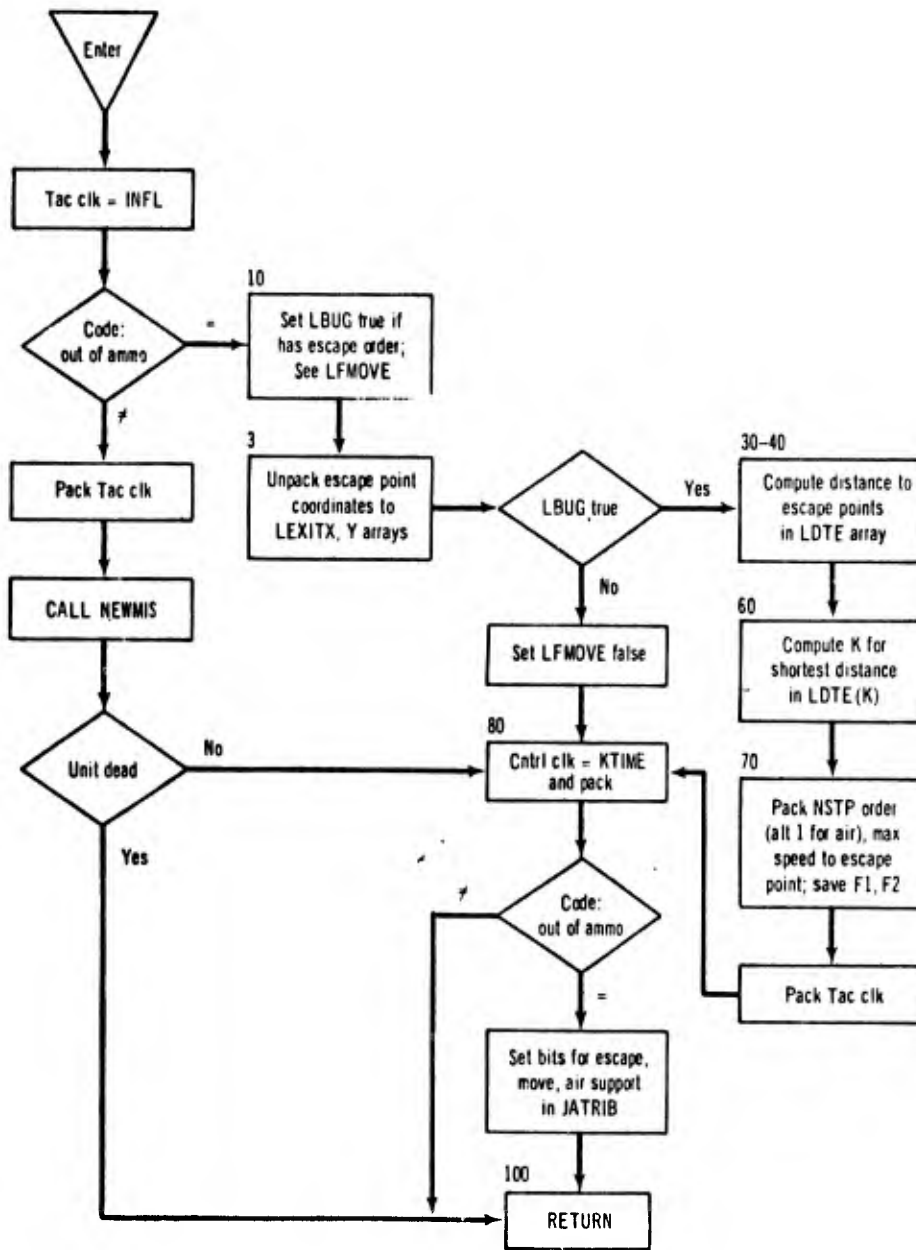 Enter
Tac clk = INFL
Code:
out of ammo
=
≠
10
Set LBUG true if
has escape order;
See LFMOVE
3
Unpack escape point
coordinates to
LEXITX, Y arrays
LBUG true
Yes
No
30-40
Compute distance to
escape points
in LDTE array
Pack Tac clk
CALL NEWMIS
Set LFMOVE false
60
Compute K for
shortest distance
in LDTE (K)
Unit dead
No
Yes
80
Cntrl clk = KTIME
and pack
70
Pack NSTP order
(alt 1 for air), max
speed to escape
point; save F1, F2
≠
Code:
out of ammo
=
Pack Tac clk
Set bits for escape,
move, air support
in JATRIB
100
RETURN